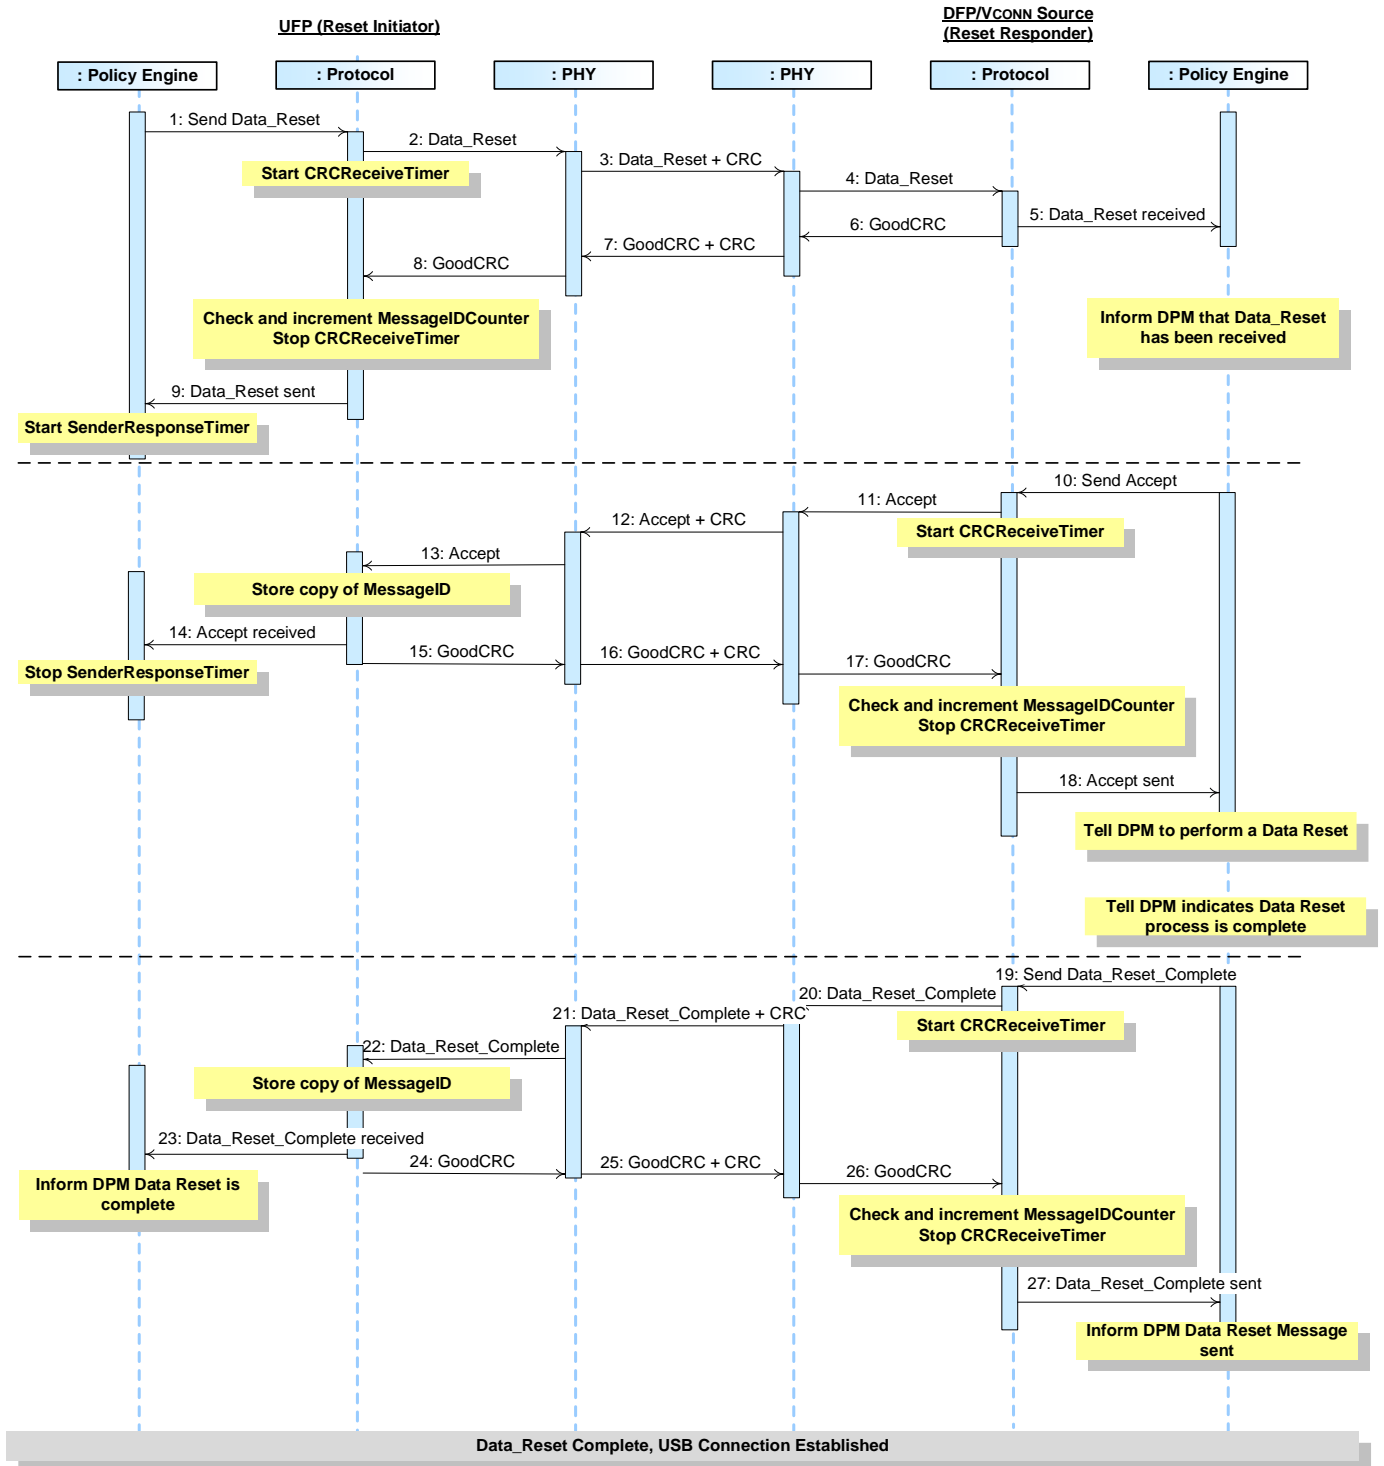 UFP (Reset Initiator)
DFP/VCONN Source
(Reset Responder)
: Policy Engine
: Protocol
: PHY
: PHY
: Protocol
: Policy Engine
1: Send Data_Reset
2: Data_Reset
Start CRCReceiveTimer
3: Data_Reset + CRC
4: Data_Reset
5: Data_Reset received
6: GoodCRC
7: GoodCRC + CRC
8: GoodCRC
Check and increment MessageIDCounter
Stop CRCReceiveTimer
Inform DPM that Data_Reset
has been received
9: Data_Reset sent
Start SenderResponseTimer
10: Send Accept
11: Accept
Start CRCReceiveTimer
12: Accept + CRC
13: Accept
Store copy of MessageID
14: Accept received
Stop SenderResponseTimer
15: GoodCRC
16: GoodCRC + CRC
17: GoodCRC
Check and increment MessageIDCounter
Stop CRCReceiveTimer
18: Accept sent
Tell DPM to perform a Data Reset
Tell DPM indicates Data Reset
process is complete
19: Send Data_Reset_Complete
20: Data_Reset_Complete
Start CRCReceiveTimer
21: Data_Reset_Complete + CRC
22: Data_Reset_Complete
Store copy of MessageID
23: Data_Reset_Complete received
Inform DPM Data Reset is
complete
24: GoodCRC
25: GoodCRC + CRC
26: GoodCRC
Check and increment MessageIDCounter
Stop CRCReceiveTimer
27: Data_Reset_Complete sent
Inform DPM Data Reset Message
sent
Data_Reset Complete, USB Connection Established